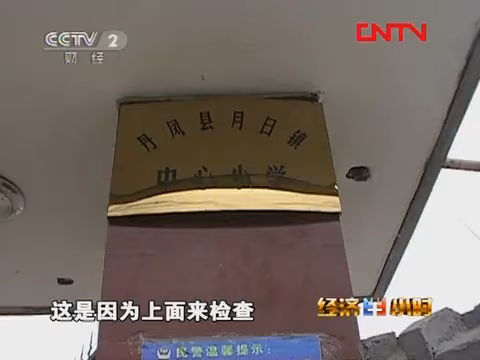 CCTV 2
财经
CNTV
丹凤县月日镇
中心小学
这是因为上面来检查
经济半小时
民警温馨提示: